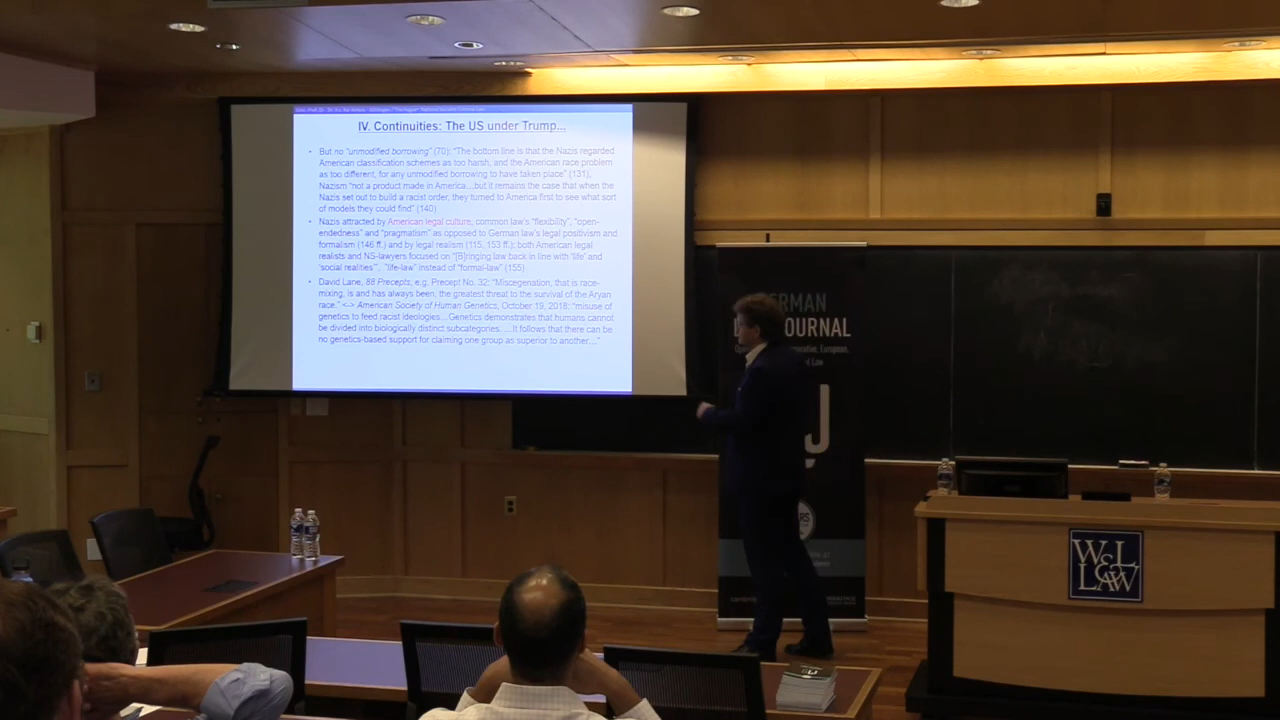 IV. Continuities: The US under Trump...
• But no "unmodified borrowing" (70): "The bottom line is that the Nazis regarded
American classification schemes as too harsh, and the American race problem
as too different, for any unmodified borrowing to have taken place" (131),
Nazism "not a product made in America...but it remains the case that when the
Nazis set out to build a racist order, they turned to America first to see what sort
of models they could find" (140)
• Nazis attracted by American legal culture, common law's "flexibility", "open-
endedness" and "pragmatism" as opposed to German law's legal positivism and
formalism (146 ff.) and by legal realism (115, 153 ff.); both American legal
realists and NS-lawyers focused on "[B]ringing law back in line with "life" and
'social realities'", "life-law" instead of "formal-law" (155)
• David Lane, 88 Precepts, e.g. Precept No. 32: "Miscegenation, that is race-
mixing, is and has always been, the greatest threat to the survival of the Aryan
race." <-> American Society of Human Genetics, October 19, 2018: "misuse of
genetics to feed racist ideologies...Genetics demonstrates that humans cannot
be divided into biologically distinct subcategories. ....It follows that there can be
no genetics-based support for claiming one group as superior to another...."
ERMAN
JOURNAL
European,
Law
J
W&L
LAW